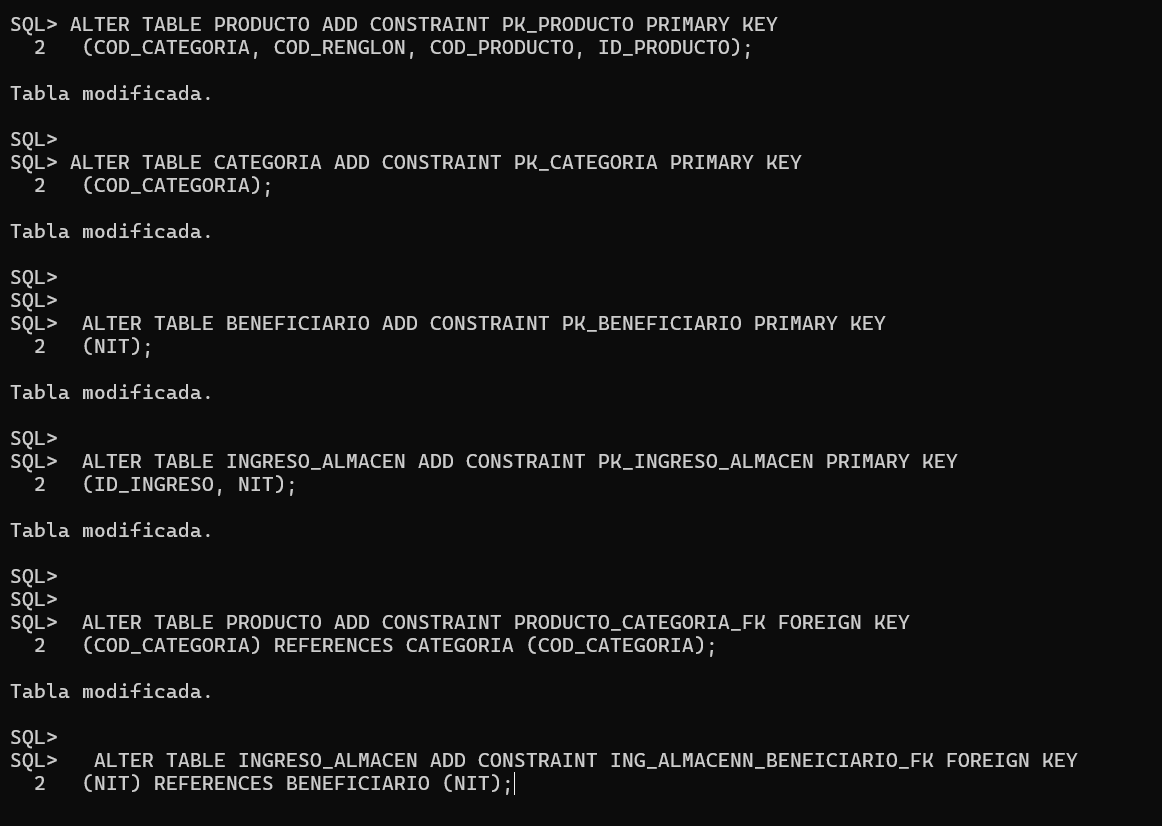 SQL> ALTER TABLE PRODUCTO ADD CONSTRAINT PK_PRODUCTO PRIMARY KEY
2 (COD_CATEGORIA, COD_RENGLON, COD_PRODUCTO, ID_PRODUCTO);
Tabla modificada.
SQL>
SQL> ALTER TABLE CATEGORIA ADD CONSTRAINT PK_CATEGORIA PRIMARY KEY
2 (COD_CATEGORIA);
Tabla modificada.
SQL>
SQL>
SQL> ALTER TABLE BENEFICIARIO ADD CONSTRAINT PK_BENEFICIARIO PRIMARY KEY
2 (NIT);
Tabla modificada.
SQL>
SQL> ALTER TABLE INGRESO_ALMACEN ADD CONSTRAINT PK_INGRESO_ALMACEN PRIMARY KEY
2 (ID_INGRESO, NIT);
Tabla modificada.
SQL>
SQL>
SQL> ALTER TABLE PRODUCTO ADD CONSTRAINT PRODUCTO_CATEGORIA_FK FOREIGN KEY
2 (COD_CATEGORIA) REFERENCES CATEGORIA (COD_CATEGORIA);
Tabla modificada.
SQL>
SQL> ALTER TABLE INGRESO_ALMACEN ADD CONSTRAINT ING_ALMACENN_BENEICIARIO_FK FOREIGN KEY
2 (NIT) REFERENCES BENEFICIARIO (NIT);